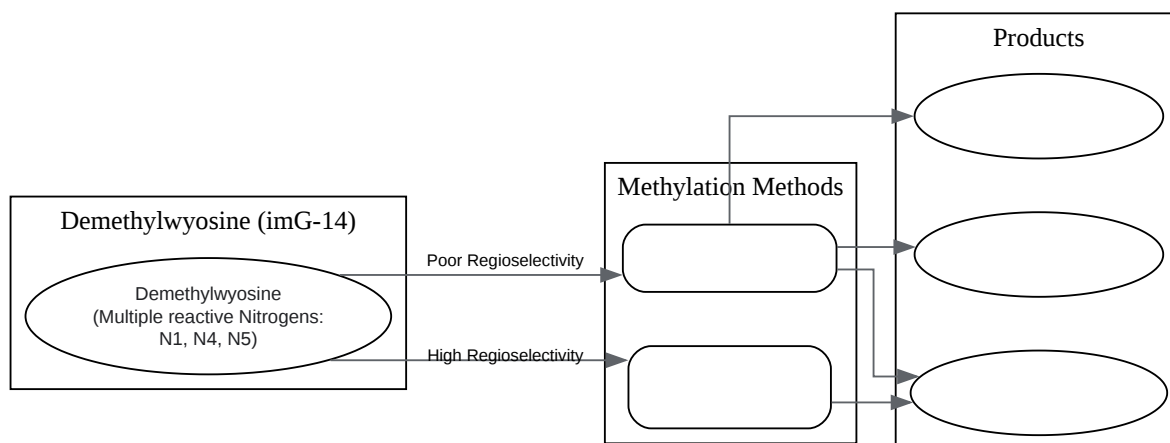 Products
Methylation Methods
Demethylwyosine (imG-14)
Poor Regioselectivity
Demethylwyosine
(Multiple reactive Nitrogens:
N1, N4, N5)
High Regioselectivity